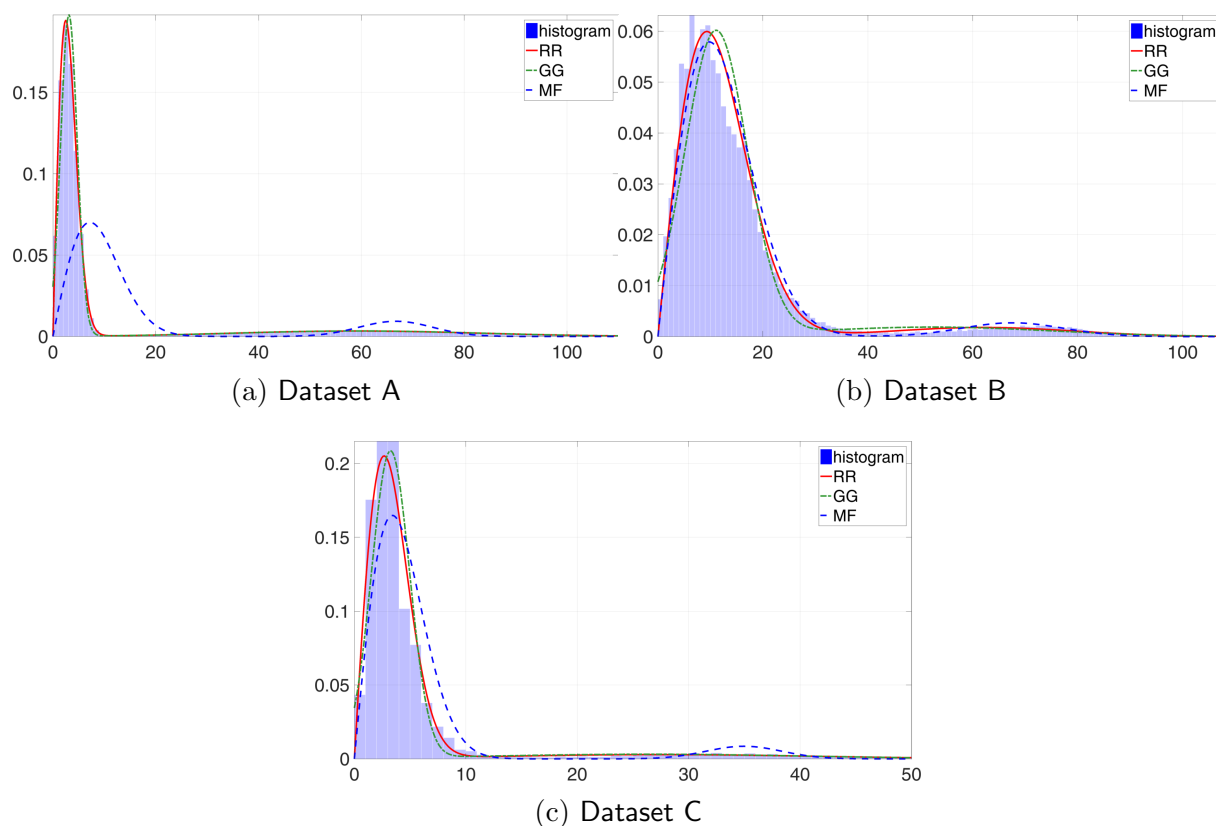 histogram
RR
GG
MF
0.15
0.1
0.05
0
0 20 40 60 80 100
(a) Dataset A
histogram
RR
GG
MF
0.06
0.05
0.04
0.03
0.02
0.01
0
0 20 40 60 80 100
(b) Dataset B
histogram
RR
GG
MF
0.2
0.15
0.1
0.05
0
0 10 20 30 40 50
(c) Dataset C